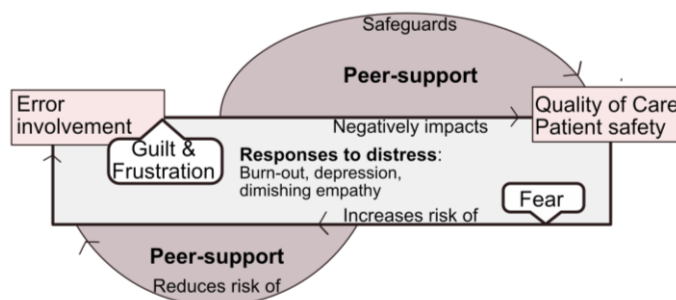 Safeguards
Peer-support
Error
involvement
Quality of Care
Patient safety
Negatively impacts
Guilt &
Frustration
Responses to distress:
Burn-out, depression,
dimishing empathy
Fear
Increases risk of
Peer-support
Reduces risk of